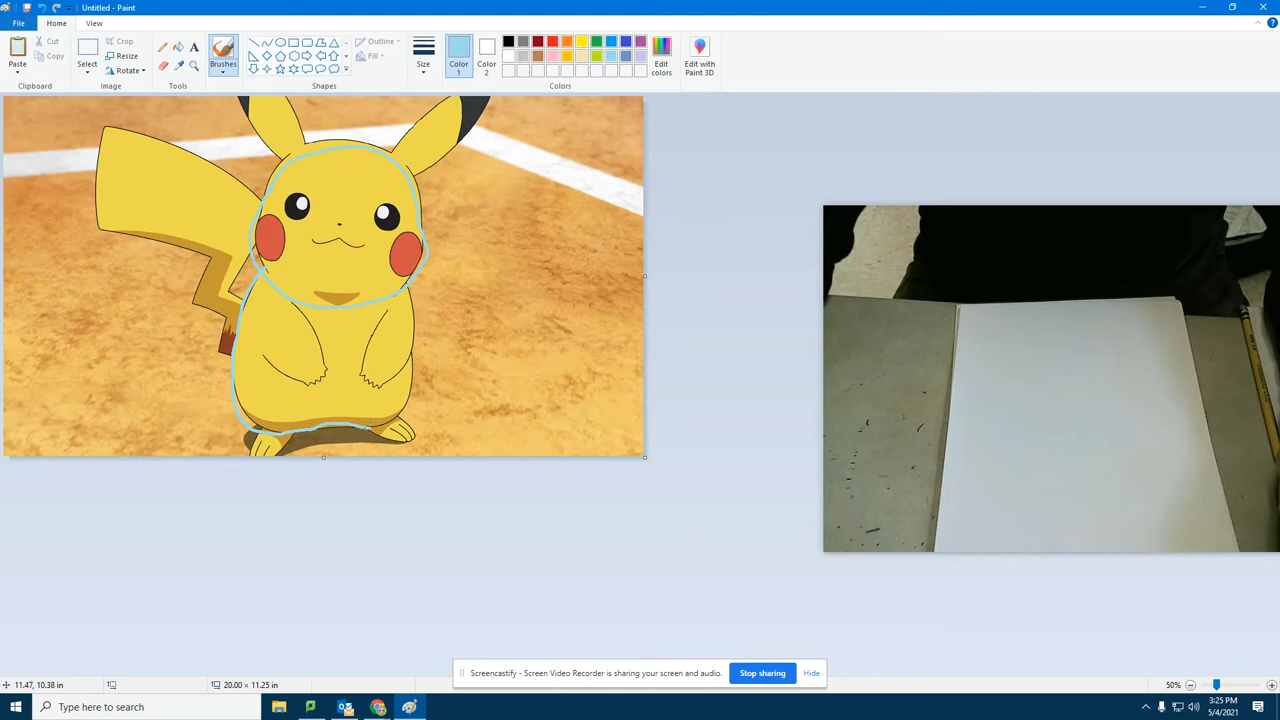 Untitled - Paint
File Home View
Paste
Cut
Copy
Clipboard
Select
Crop
Resize
Rotate
Image
A
Tools
Brushes
Shapes
Outline
Fill
Size
Color 1
Color 2
Colors
Edit colors
Edit with Paint 3D
Screencastify - Screen Video Recorder is sharing your screen and audio.
Stop sharing
Hide
11.47, 10.38 in
20.00 × 11.25in
50%
Type here to search
3:25 PM
5/4/2021